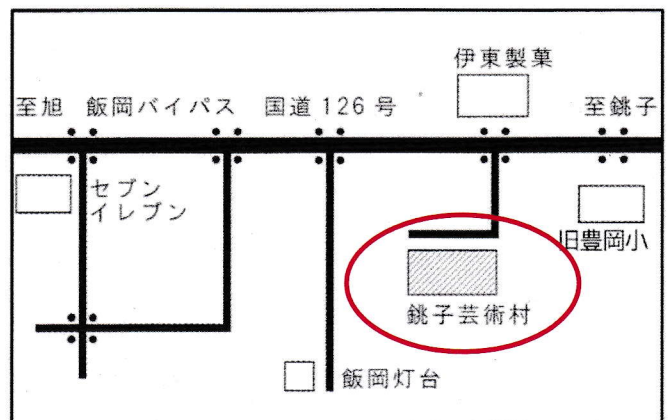 伊東製菓
至旭 飯岡バイパス 国道126号 至銚子
セブン
イレブン
旧豊岡小
銚子芸術村
飯岡灯台